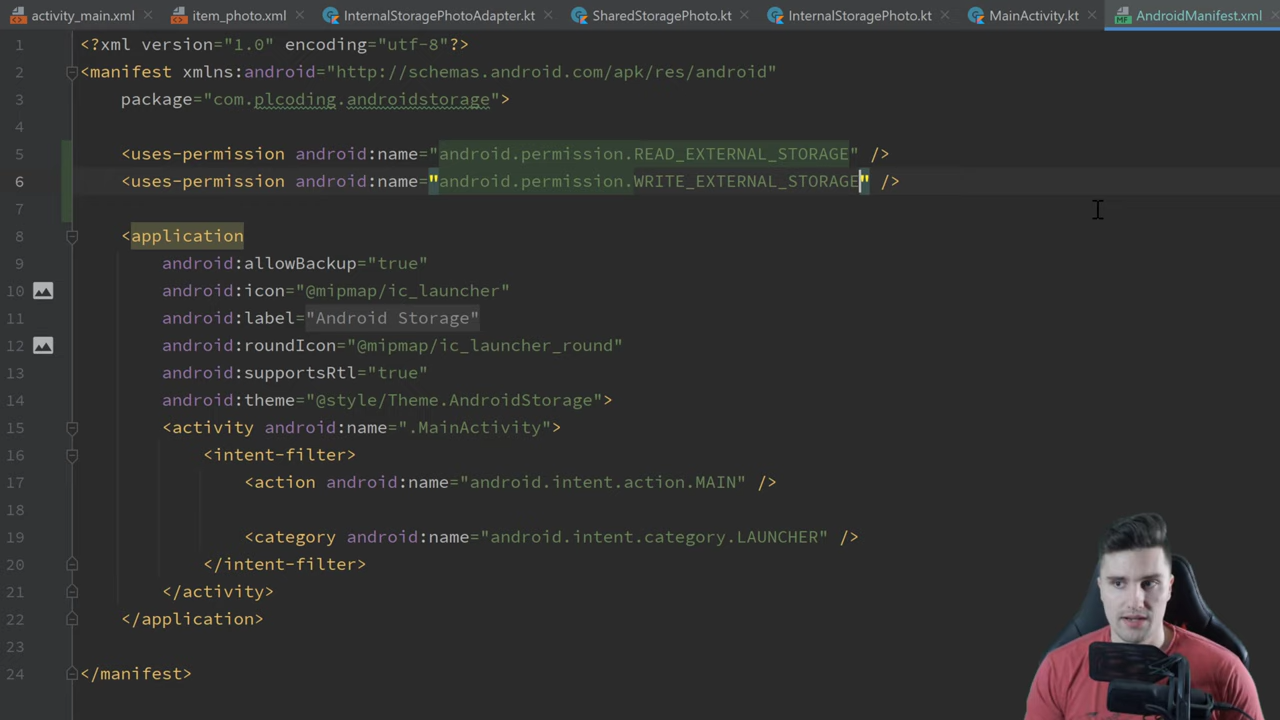 activity_main.xml item_photo.xml InternalStoragePhotoAdapter.kt SharedStoragePhoto.kt InternalStoragePhoto.kt MainActivity.kt AndroidManifest.xml
1 <?xml version="1.0" encoding="utf-8"?>
2 <manifest xmlns:android="http://schemas.android.com/apk/res/android"
3 package="com.plcoding.androidstorage">
4
5 <uses-permission android:name="android.permission.READ_EXTERNAL_STORAGE" />
6 <uses-permission android:name="android.permission.WRITE_EXTERNAL_STORAGE" />
7
8 <application
9 android:allowBackup="true"
10 android:icon="@mipmap/ic_launcher"
11 android:label="Android Storage"
12 android:roundIcon="@mipmap/ic_launcher_round"
13 android:supportsRtl="true"
14 android:theme="@style/Theme.AndroidStorage">
15 <activity android:name=".MainActivity">
16 <intent-filter>
17 <action android:name="android.intent.action.MAIN" />
18
19 <category android:name="android.intent.category.LAUNCHER" />
20 </intent-filter>
21 </activity>
22 </application>
23
24 </manifest>